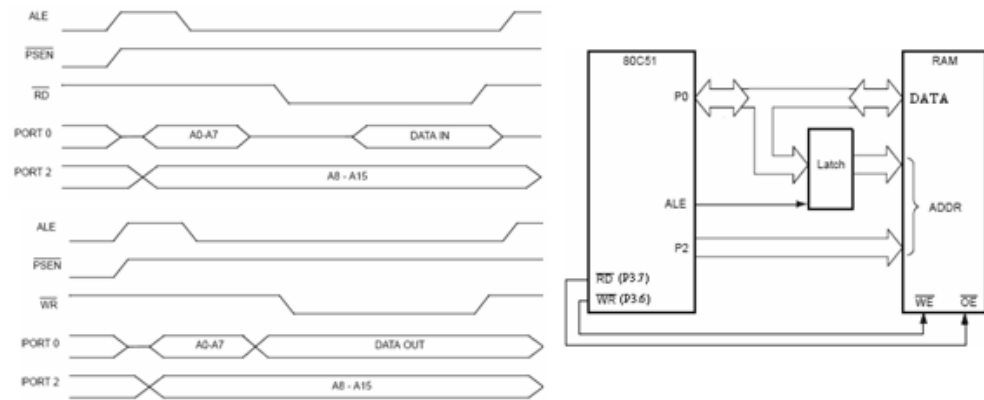 ALE
PSEN
RD
PORT 0
A0-A7
DATA IN
PORT 2
A8 - A15
ALE
PSEN
WR
PORT 0
A0-A7
DATA OUT
PORT 2
A8 - A15
80C51
RAM
P0
DATA
Latch
ALE
ADDR
P2
RD (P3.7)
WR (P3.6)
WE
OE